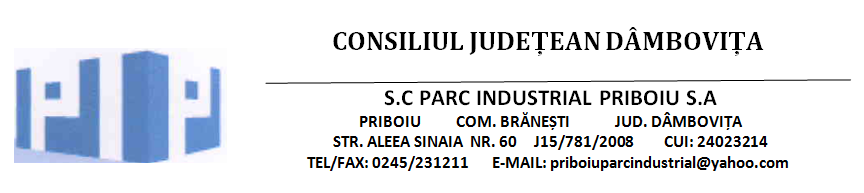 CONSILIUL JUDEȚEAN DÂMBOVIȚA
S.C PARC INDUSTRIAL PRIBOIU S.A
PRIBOIU COM. BRĂNEȘTI JUD. DÂMBOVIȚA
STR. ALEEA SINAIA NR. 60 J15/781/2008 CUI: 24023214
TEL/FAX: 0245/231211 E-MAIL: priboiuparcindustrial@yahoo.com
PIP